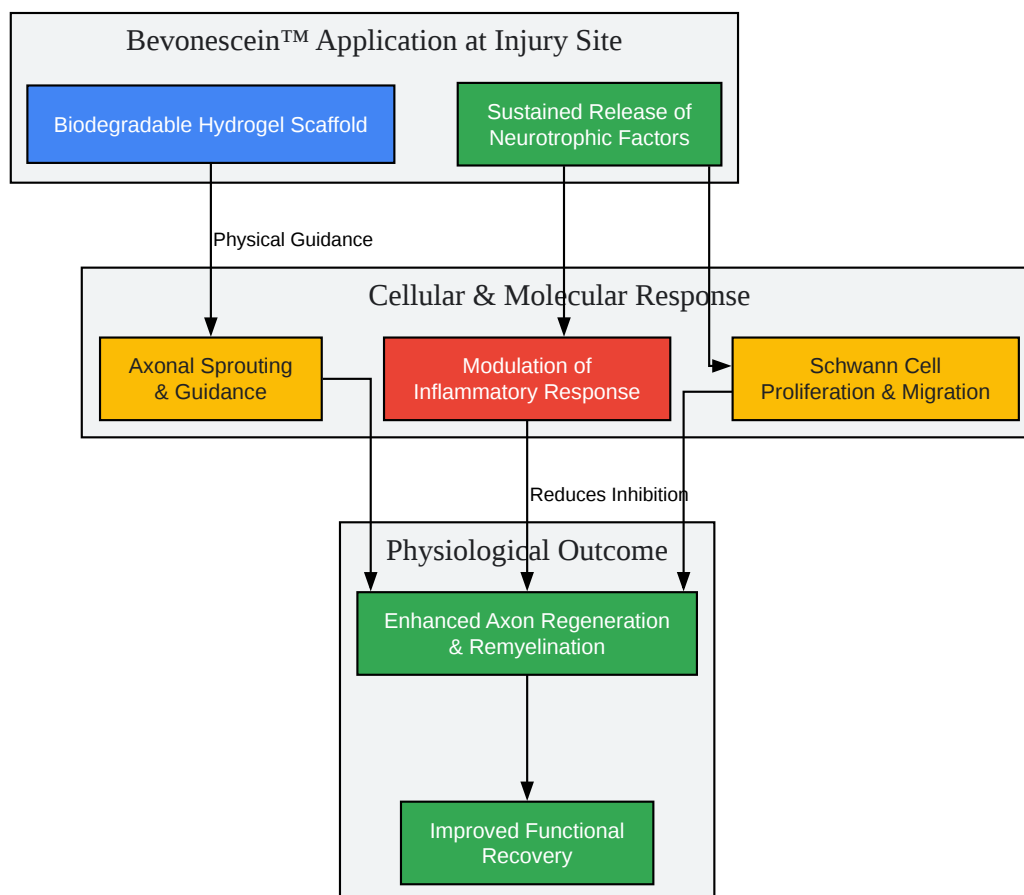 Bevonescein™ Application at Injury Site
Biodegradable Hydrogel Scaffold
Sustained Release of
Neurotrophic Factors
Physical Guidance
Cellular & Molecular Response
Axonal Sprouting
& Guidance
Modulation of
Inflammatory Response
Schwann Cell
Proliferation & Migration
Reduces Inhibition
Physiological Outcome
Enhanced Axon Regeneration
& Remyelination
Improved Functional
Recovery